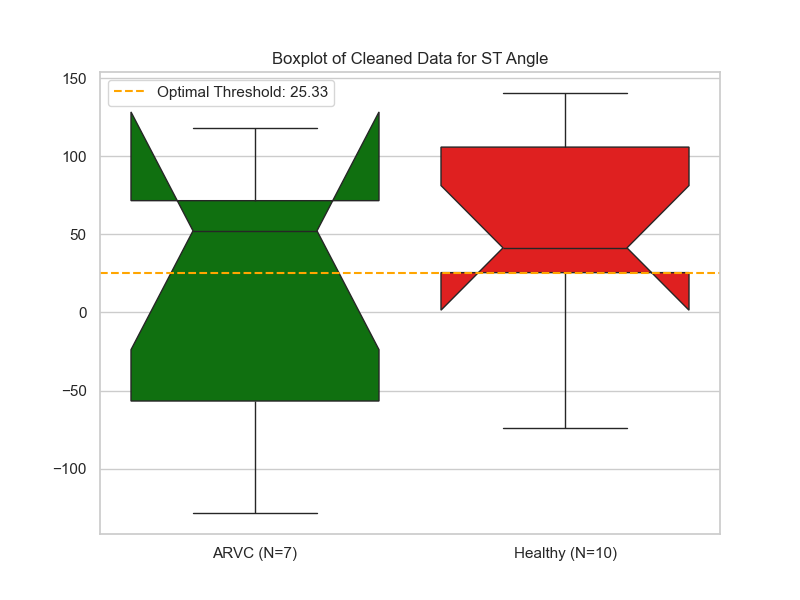 Boxplot of Cleaned Data for ST Angle
Optimal Threshold: 25.33
150
100
50
0
−50
−100
ARVC (N=7)
Healthy (N=10)